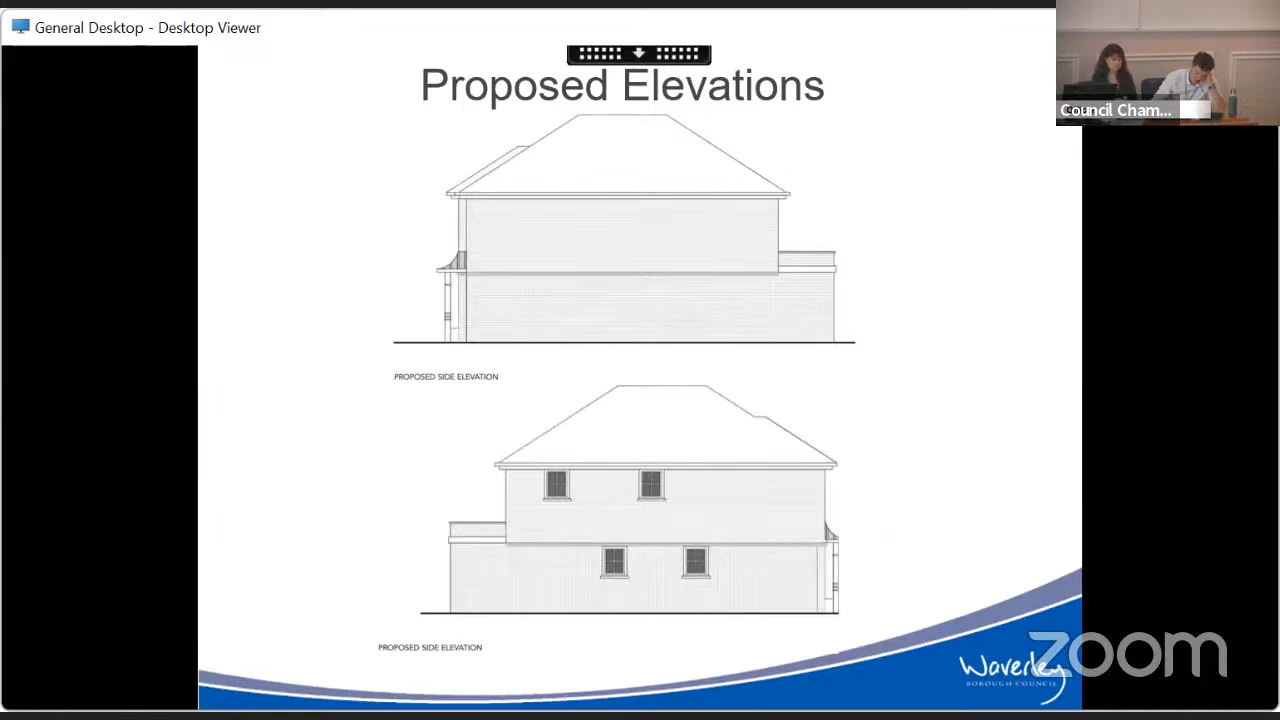 General Desktop - Desktop Viewer
Proposed Elevations
Council Cham...
PROPOSED SIDE ELEVATION
PROPOSED SIDE ELEVATION
zoom
Waverley
BOROUGH COUNCIL